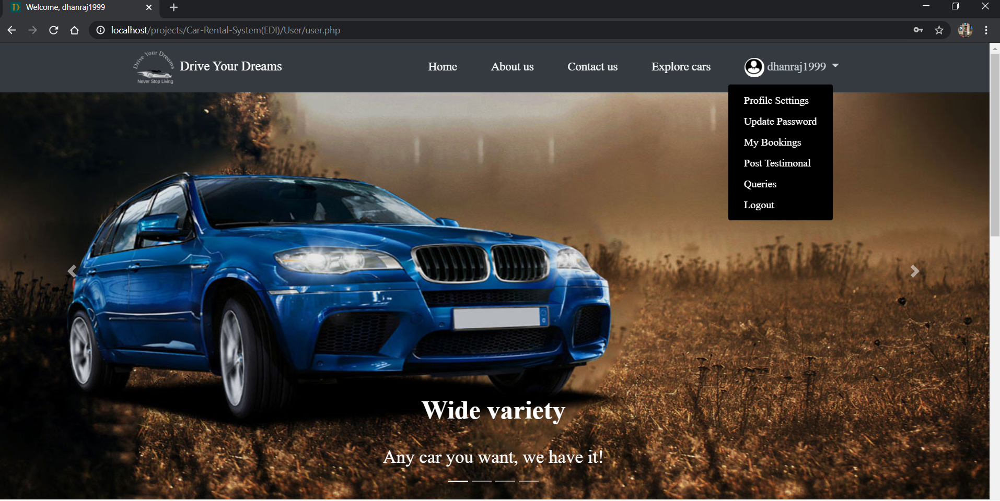 Welcome, dhanraj1999
localhost/projects/Car-Rental-System(EDI)/User/user.php
Drive Your Dreams
Never Stop Living
Drive Your Dreams
Home
About us
Contact us
Explore cars
dhanraj1999
Profile Settings
Update Password
My Bookings
Post Testimonal
Queries
Logout
Wide variety
Any car you want, we have it!